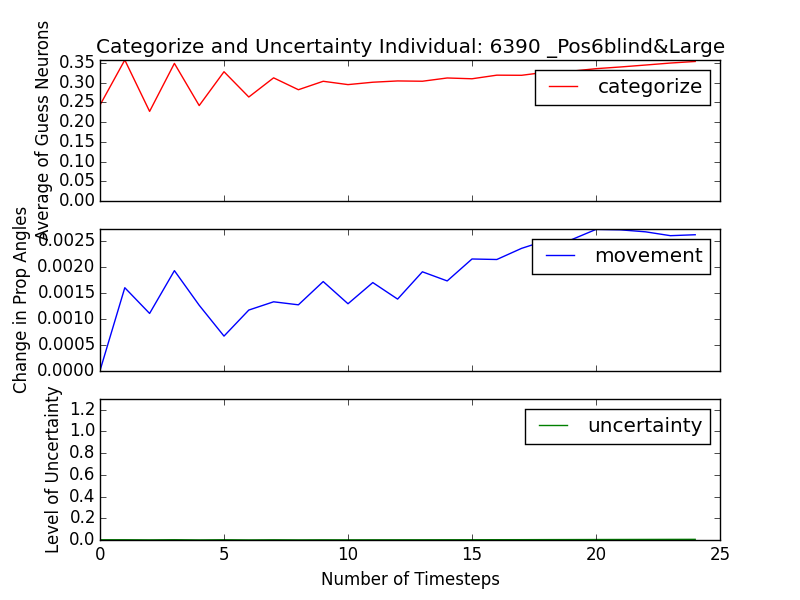 Categorize and Uncertainty Individual: 6390 _Pos6blind&Large
Average of Guess Neurons
0.35
0.30
0.25
0.20
0.15
0.10
0.05
0.00
categorize
Change in Prop Angles
0.0025
0.0020
0.0015
0.0010
0.0005
0.0000
movement
Level of Uncertainty
1.2
1.0
0.8
0.6
0.4
0.2
0.0
uncertainty
0 5 10 15 20 25
Number of Timesteps